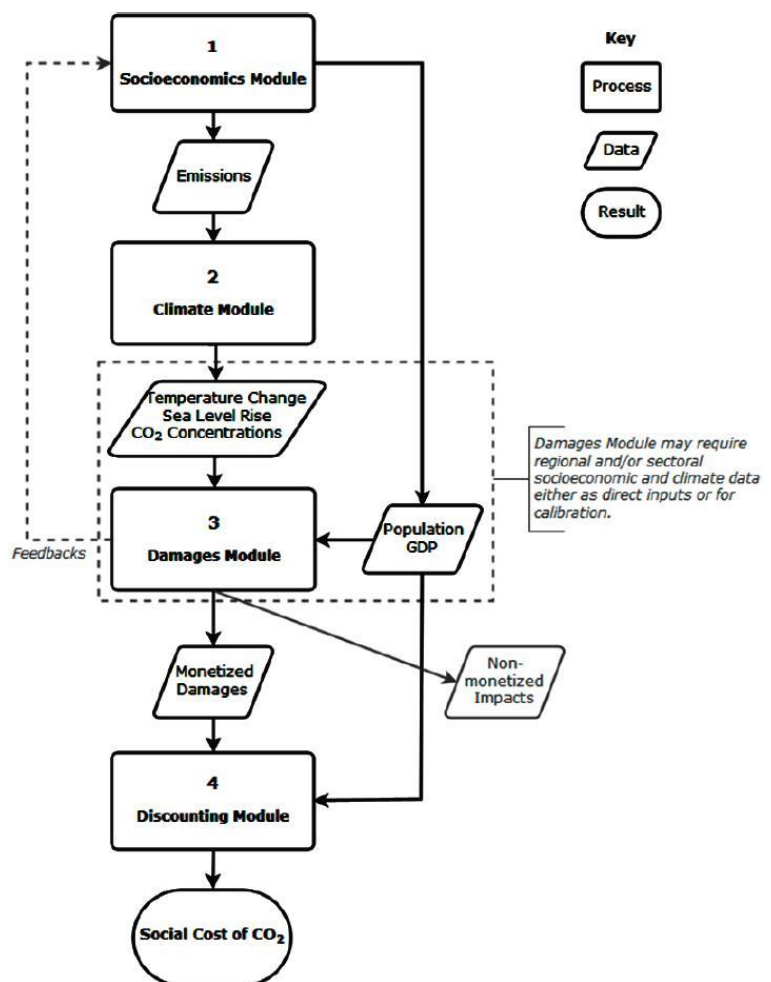 1
Socioeconomics Module
Emissions
2
Climate Module
Temperature Change
Sea Level Rise
CO₂ Concentrations
3
Damages Module
Population
GDP
Feedbacks
Monetized
Damages
Non-
monetized
Impacts
4
Discounting Module
Social Cost of CO₂
Key
Process
Data
Result
Damages Module may require
regional and/or sectoral
socioeconomic and climate data
either as direct inputs or for
calibration.